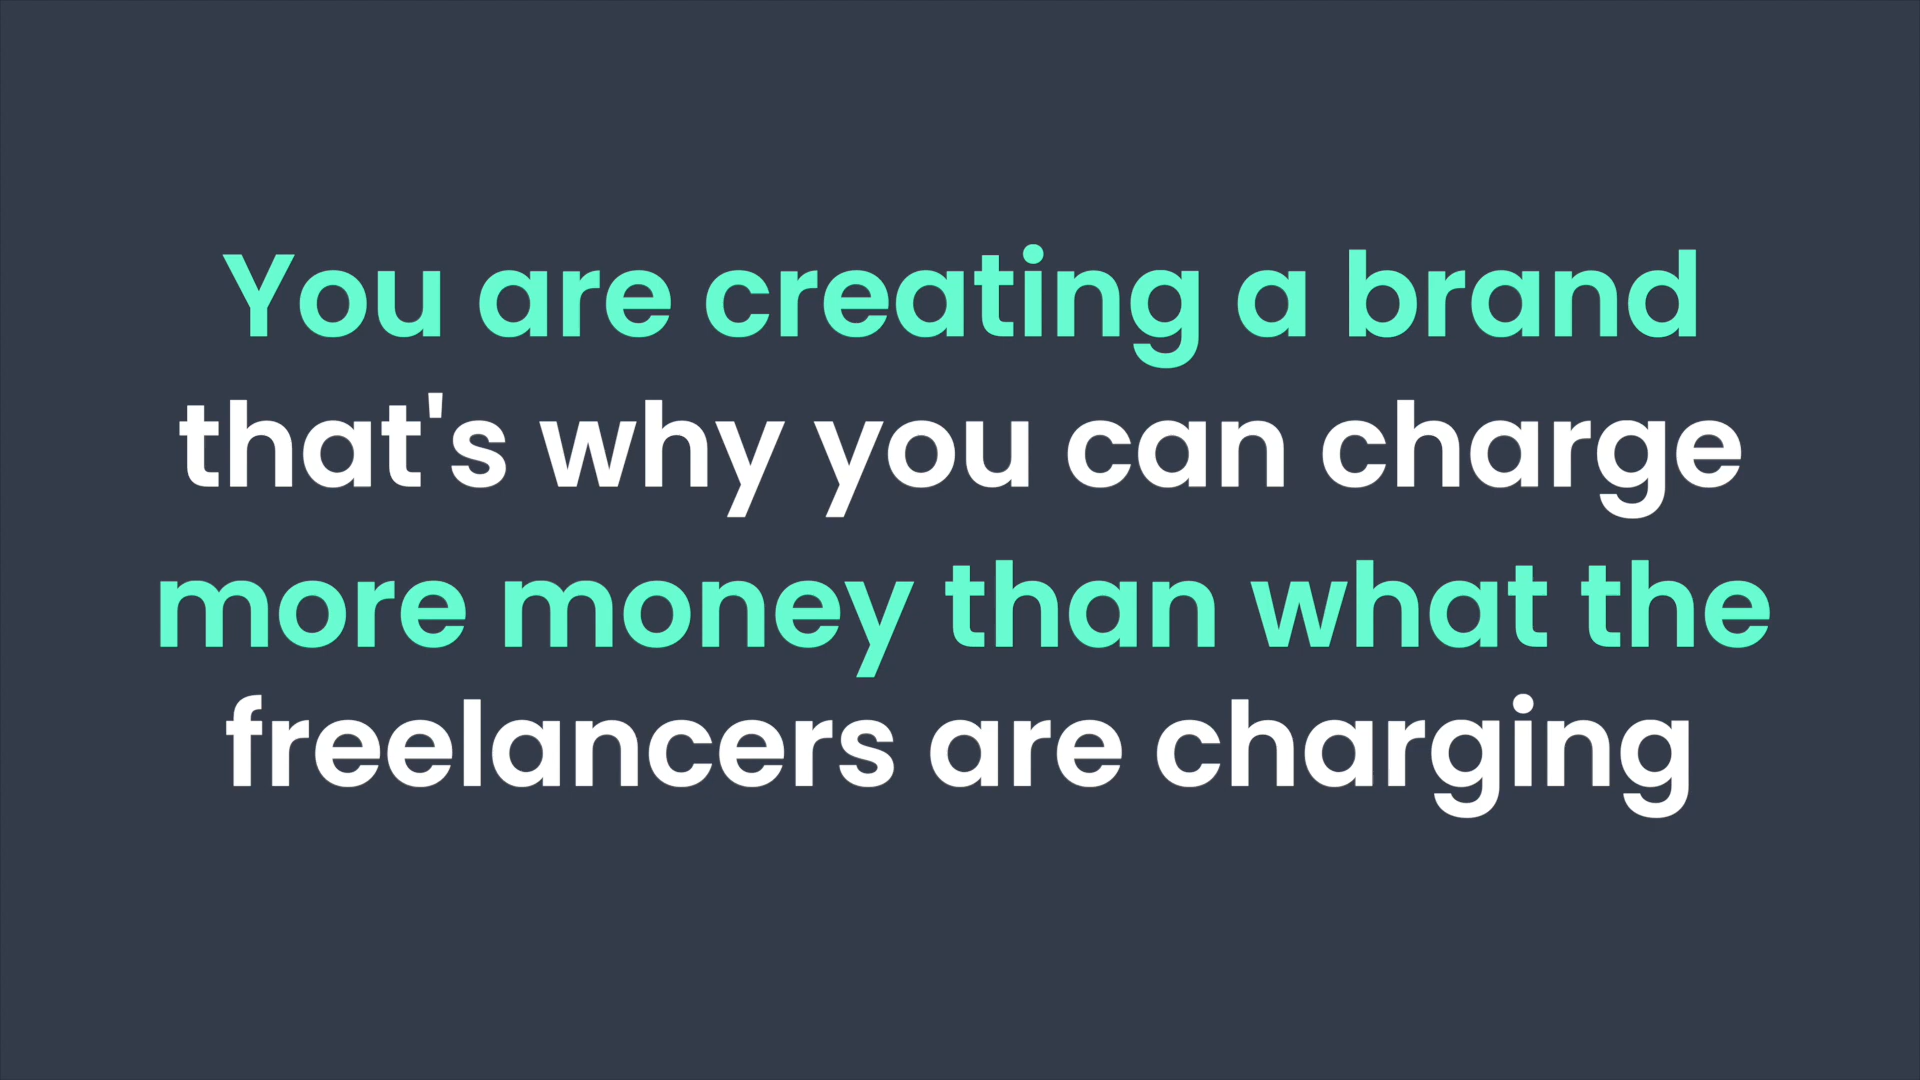 You are creating a brand
that's why you can charge
more money than what the
freelancers are charging